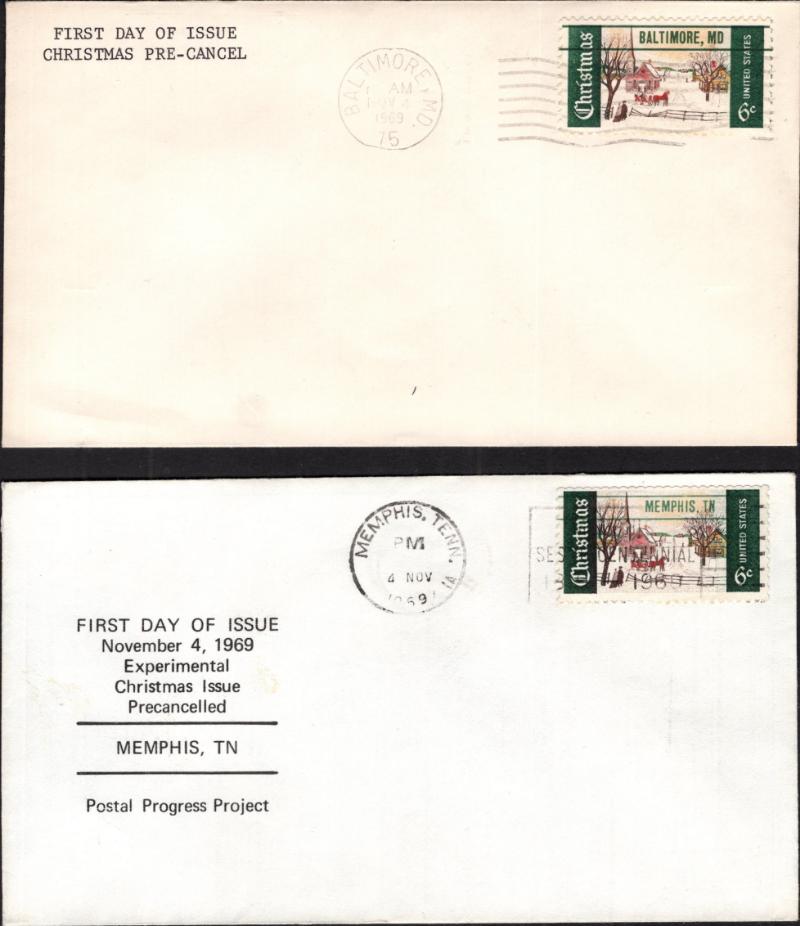 FIRST DAY OF ISSUE
CHRISTMAS PRE-CANCEL
BALTIMORE, MD.
AM
NOV 4
1969
75
Christmas
BALTIMORE, MD
UNITED STATES
6c
MEMPHIS, TENN.
PM
4 NOV
1969
Christmas
MEMPHIS, TN
UNITED STATES
6c
CENTENNIAL
FIRST DAY OF ISSUE
November 4, 1969
Experimental
Christmas Issue
Precancelled
MEMPHIS, TN
Postal Progress Project